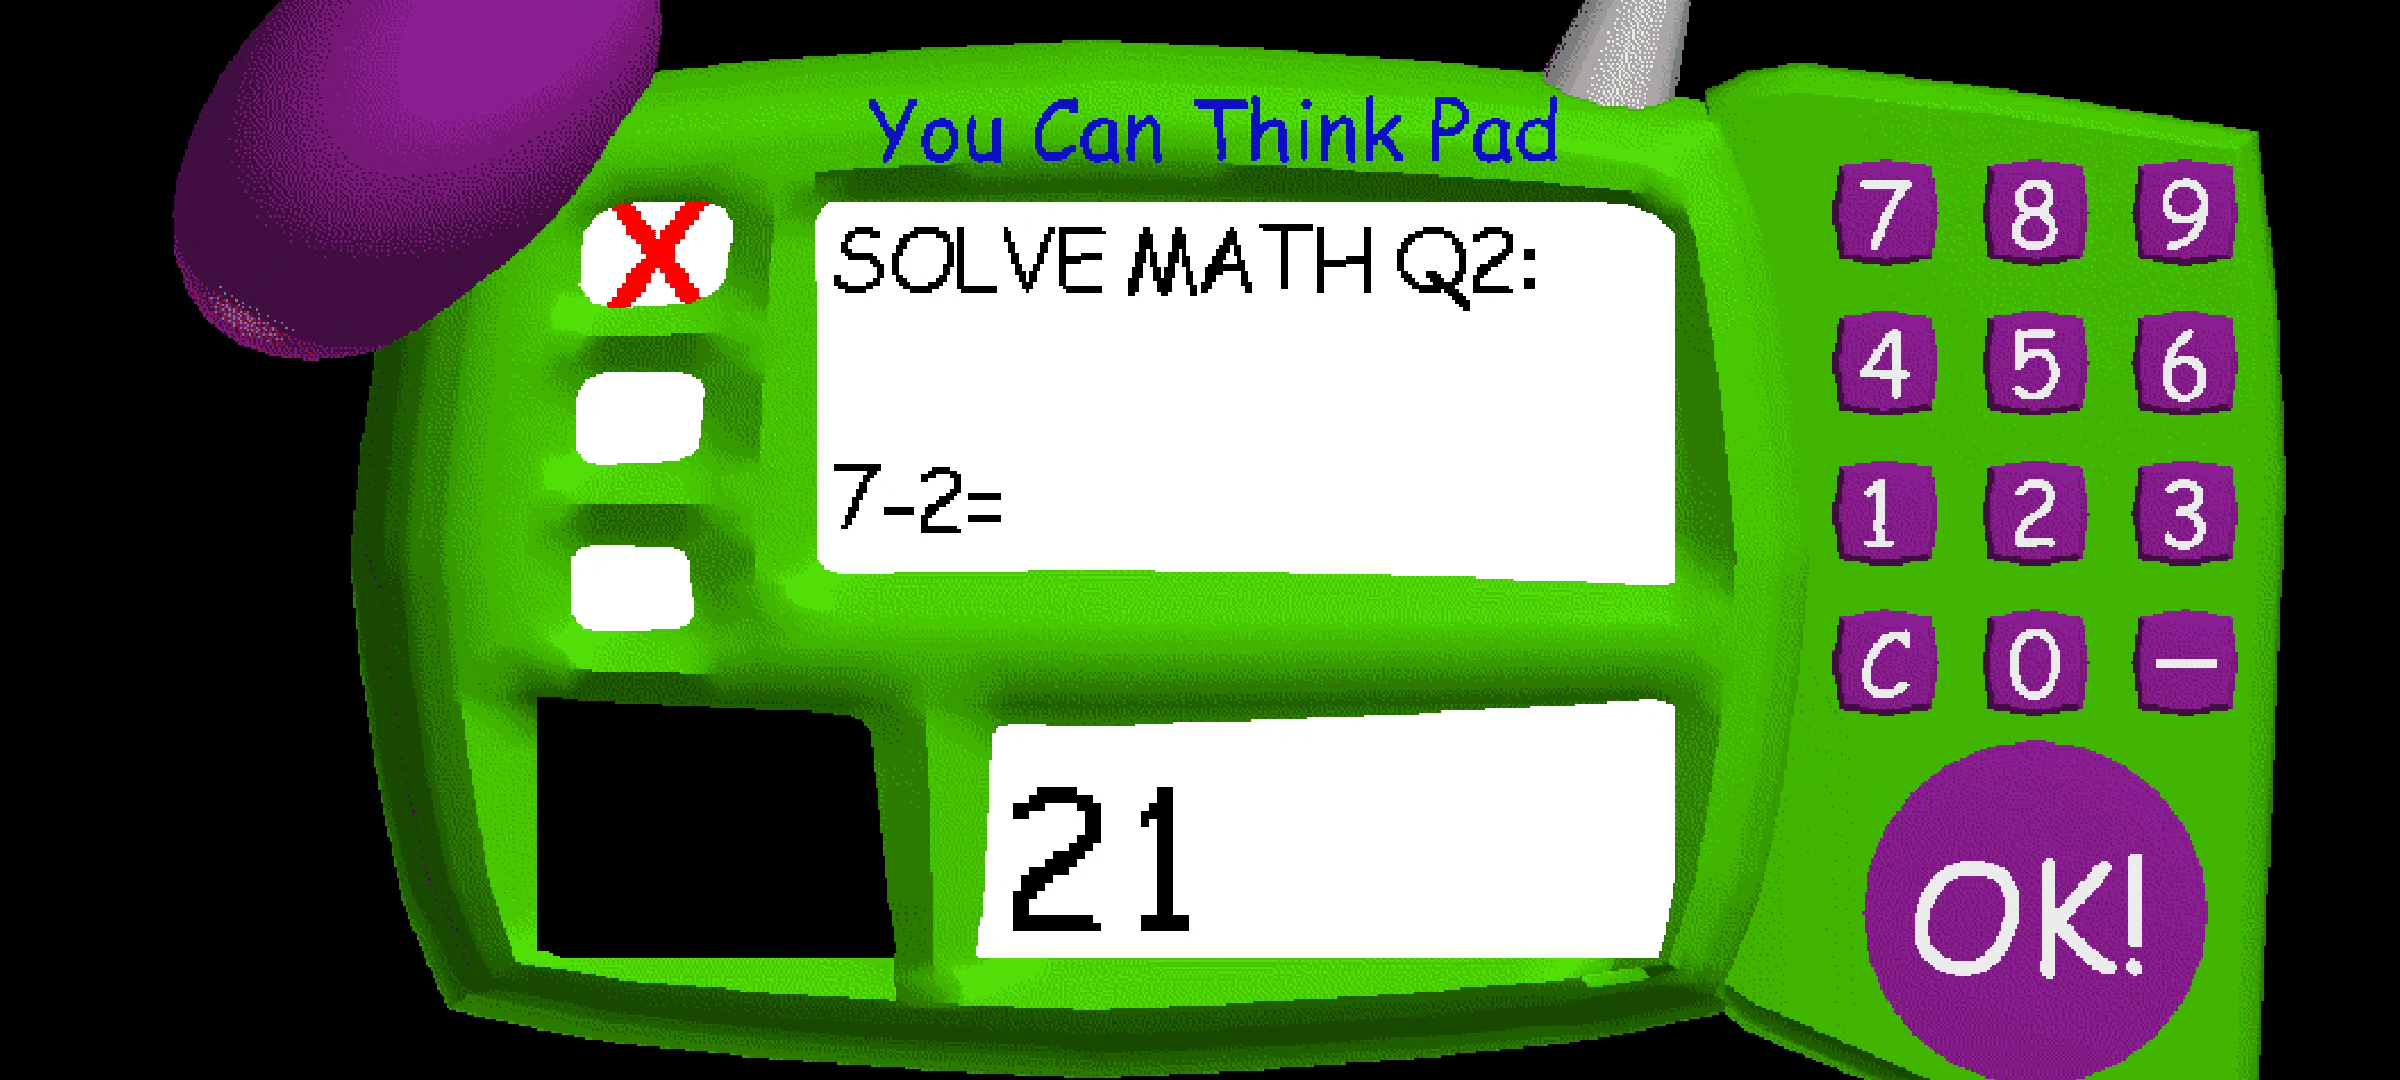 You Can Think Pad
X
SOLVE MATH Q2:
7-2=
21
7 8 9
4 5 6
1 2 3
C 0 —
OK!